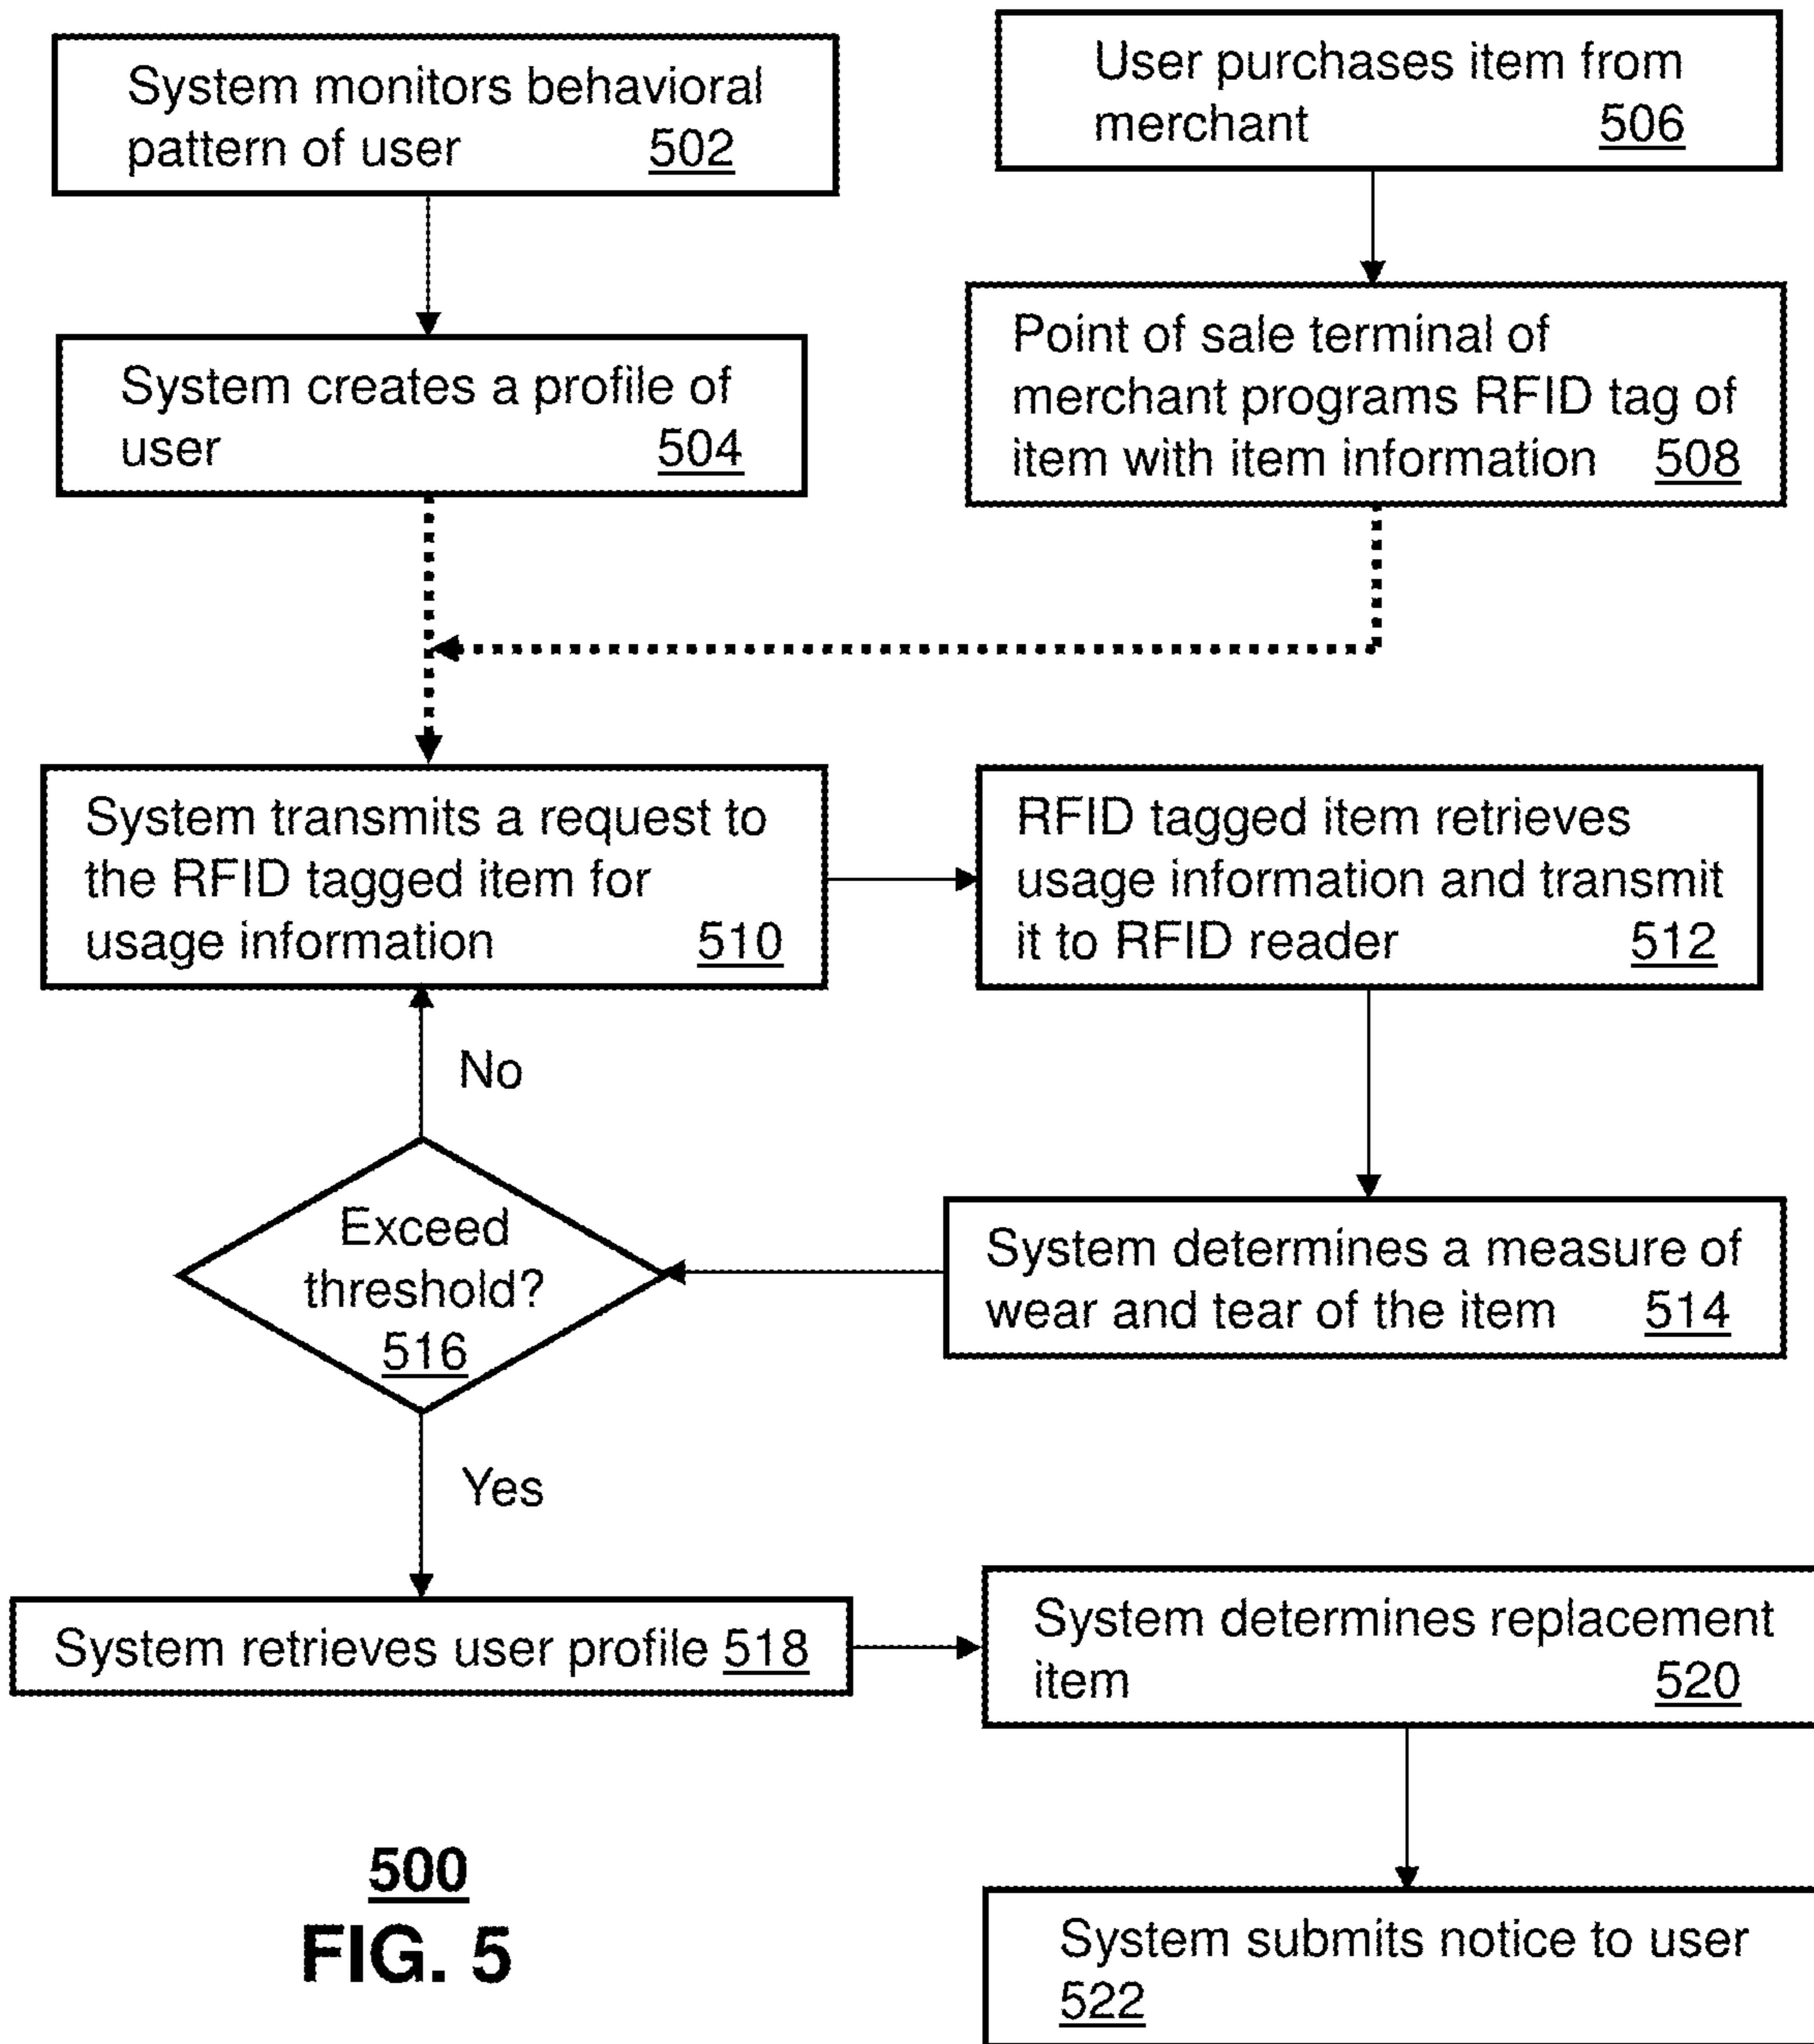 System monitors behavioral
pattern of user 502
User purchases item from
merchant 506
System creates a profile of
user 504
Point of sale terminal of
merchant programs RFID tag of
item with item information 508
System transmits a request to
the RFID tagged item for
usage information 510
RFID tagged item retrieves
usage information and transmit
it to RFID reader 512
No
Exceed
threshold?
516
System determines a measure of
wear and tear of the item 514
Yes
System retrieves user profile 518
System determines replacement
item 520
500
FIG. 5
System submits notice to user
522